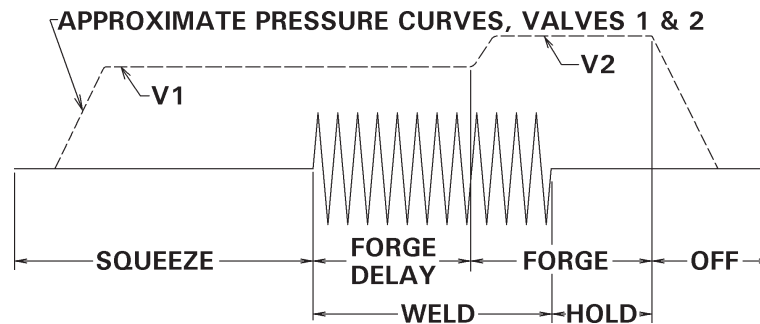 APPROXIMATE PRESSURE CURVES, VALVES 1 & 2
V1
V2
SQUEEZE
FORGE
DELAY
FORGE
OFF
WELD
HOLD